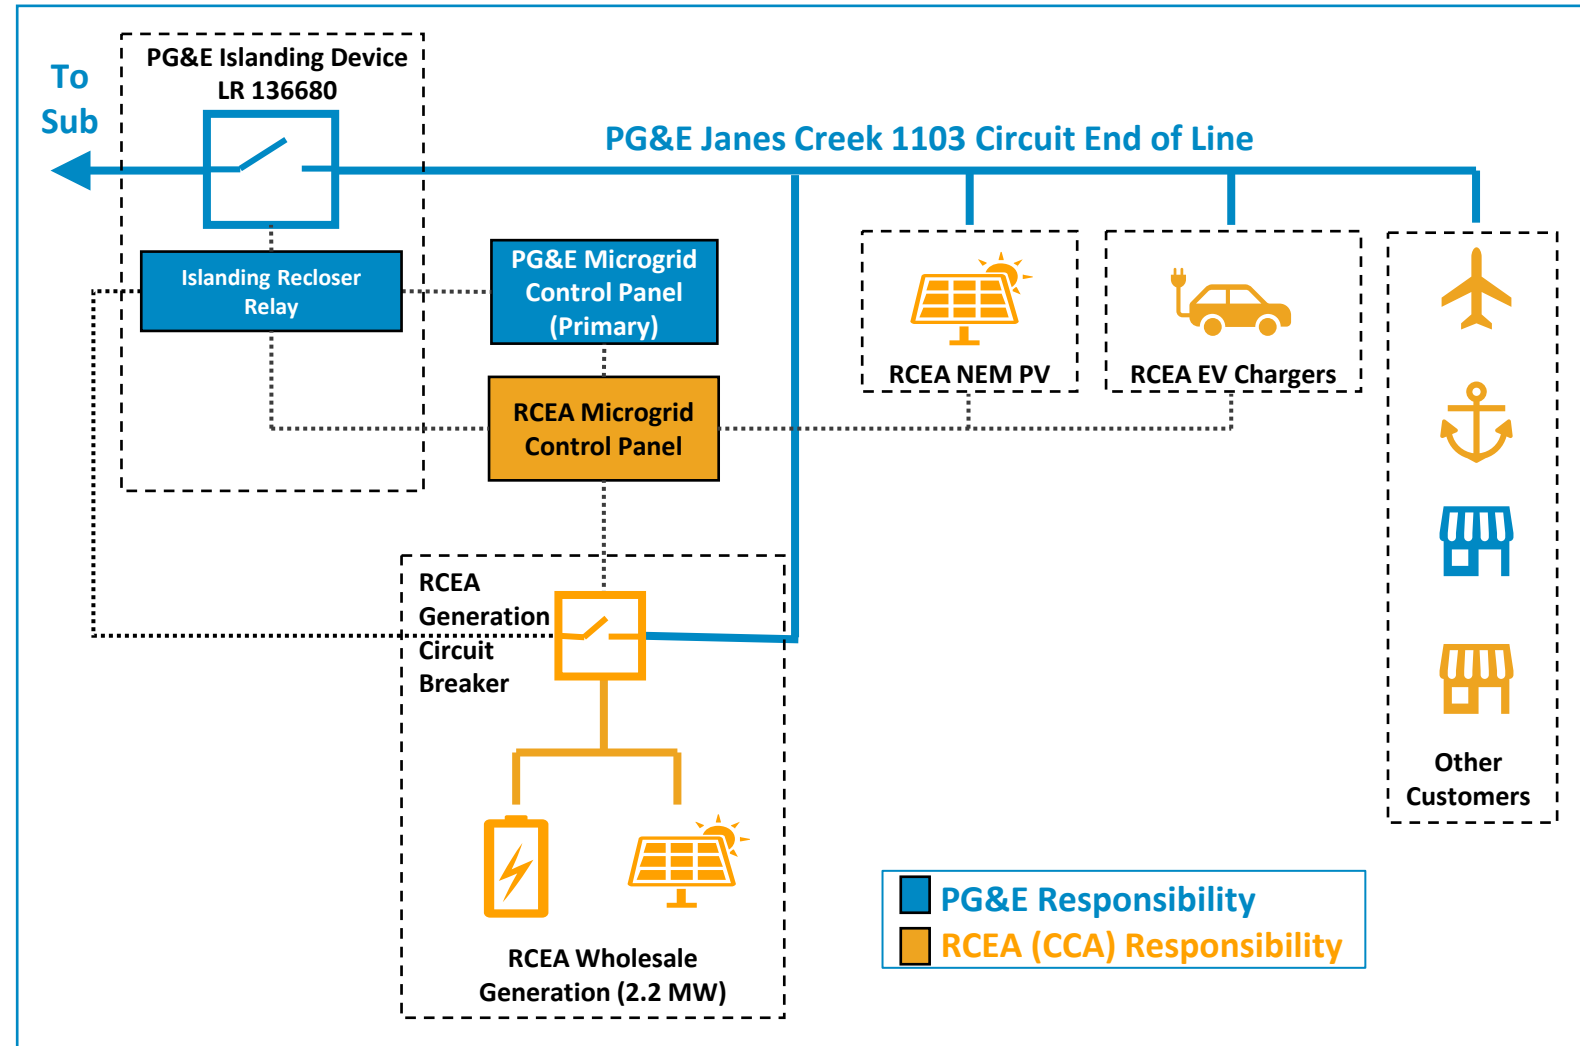 PG&E Islanding Device
LR 136680
To
Sub
PG&E Janes Creek 1103 Circuit End of Line
Islanding Recloser
Relay
PG&E Microgrid
Control Panel
(Primary)
RCEA Microgrid
Control Panel
RCEA NEM PV
RCEA EV Chargers
RCEA
Generation
Circuit
Breaker
Other
Customers
RCEA Wholesale
Generation (2.2 MW)
PG&E Responsibility
RCEA (CCA) Responsibility